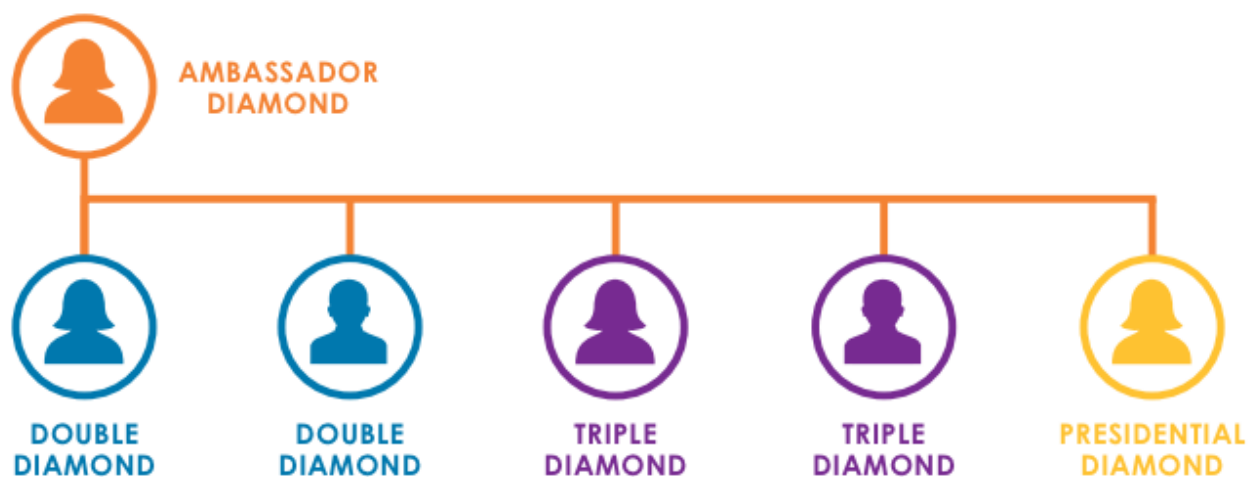 AMBASSADOR
DIAMOND
DOUBLE
DIAMOND
DOUBLE
DIAMOND
TRIPLE
DIAMOND
TRIPLE
DIAMOND
PRESIDENTIAL
DIAMOND